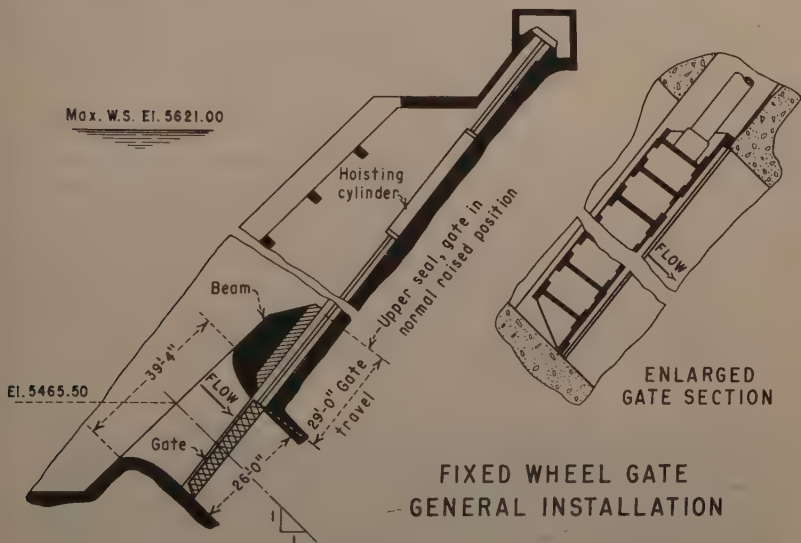 Max. W.S. El. 5621.00
Hoisting
cylinder
Upper seal, gate in
normal raised position
Beam
39'-4"
FLOW
El. 5465.50
Gate
29'-0" Gate
travel
26'-0"
1
1
FLOW
ENLARGED
GATE SECTION
FIXED WHEEL GATE
GENERAL INSTALLATION